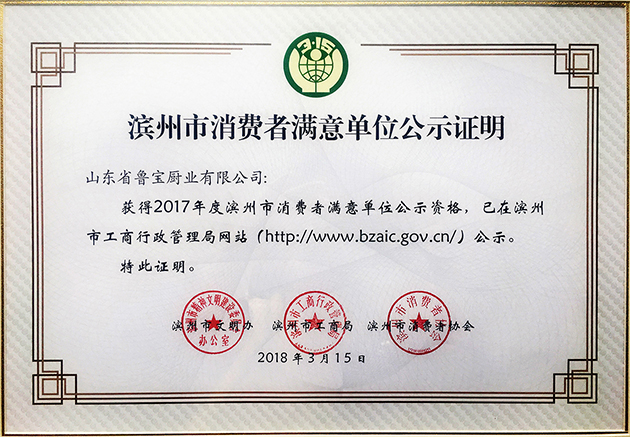 3·15
滨州市消费者满意单位公示证明
山东省鲁宝厨业有限公司:
获得2017年度滨州市消费者满意单位公示资格，已在滨州
市工商行政管理局网站（http://www.bzaic.gov.cn/）公示。
特此证明。
滨州市文明办 滨州市工商局 滨州市消费者协会
办公室
2018年3月15日